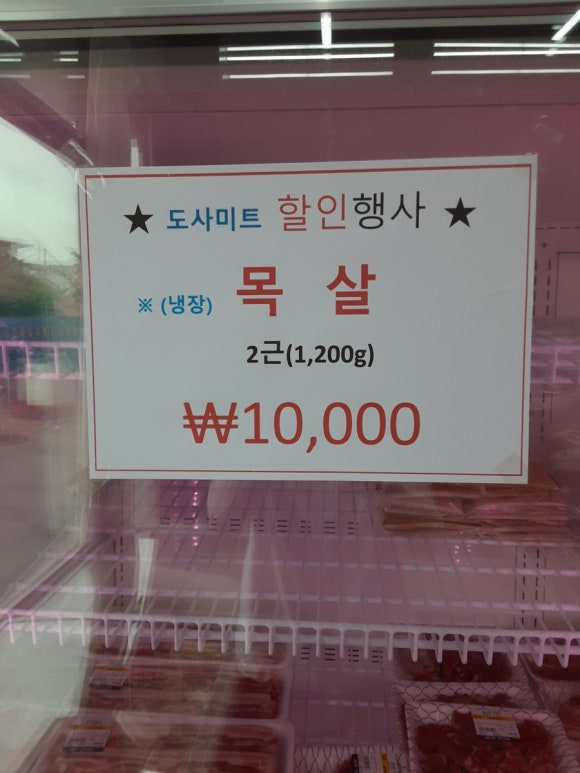 ★ 도사미트 할인행사 ★
※ (냉장) 목 살
2근(1,200g)
₩10,000